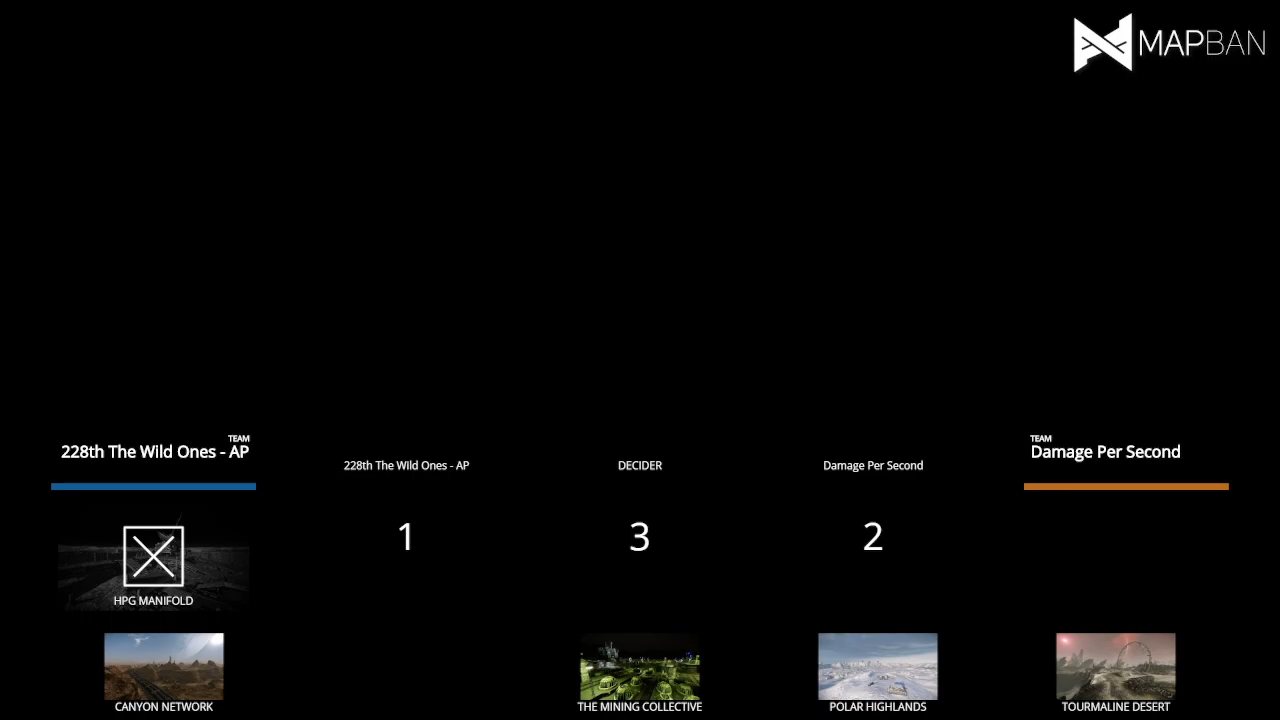 MAPBAN
TEAM
228th The Wild Ones - AP
228th The Wild Ones - AP
DECIDER
Damage Per Second
TEAM
Damage Per Second
1
3
2
HPG MANIFOLD
CANYON NETWORK
THE MINING COLLECTIVE
POLAR HIGHLANDS
TOURMALINE DESERT